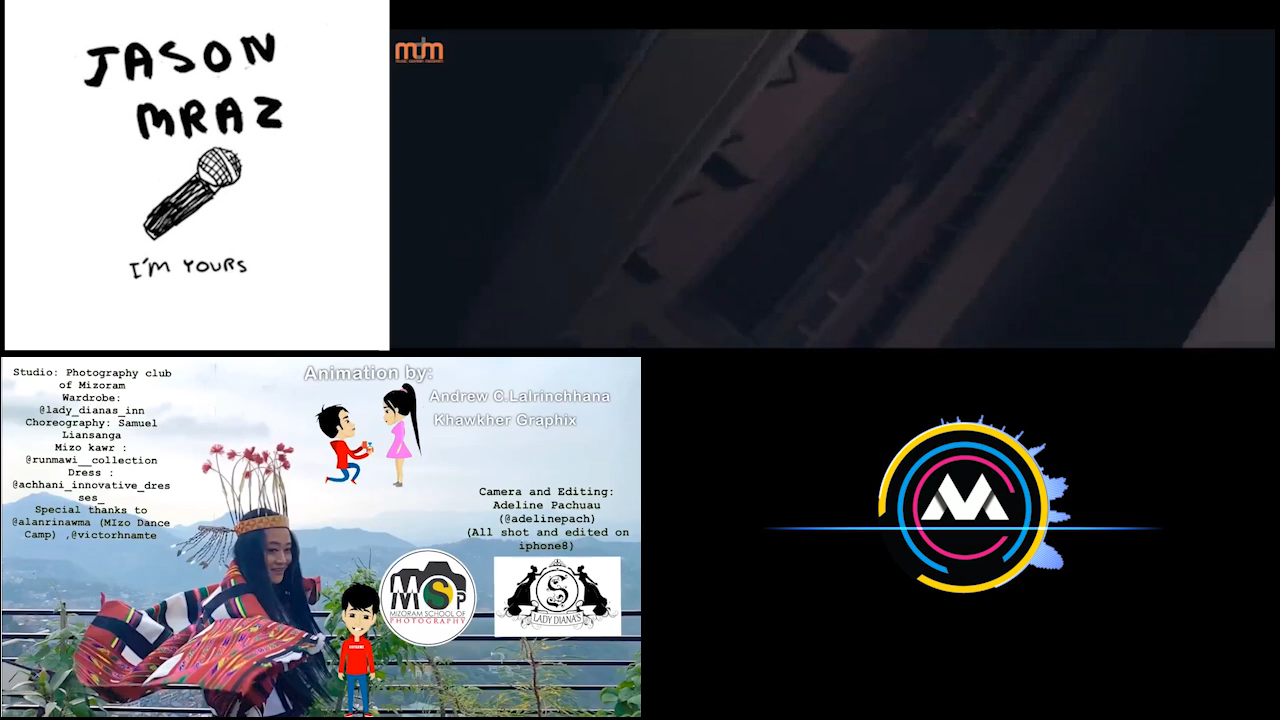 JASON
MRAZ
I'M YOURS
mdm
Studio: Photography club
of Mizoram
Wardrobe:
@lady_dianas_inn
Choreography: Samuel
Liansanga
Mizo kawr :
@runmawi__collection
Dress :
@achhani_innovative_dres
ses_
Special thanks to
@alanrinawma (MIzo Dance
Camp) ,@victorhnamte
Animation by:
Andrew C.Lalrinchhana
Khawkher Graphix
Camera and Editing:
Adeline Pachuau
(@adelinepach)
(All shot and edited on
iphone8)
MSP
MIZORAM SCHOOL OF
PHOTOGRAPHY
S
LADY DIANA'S
M